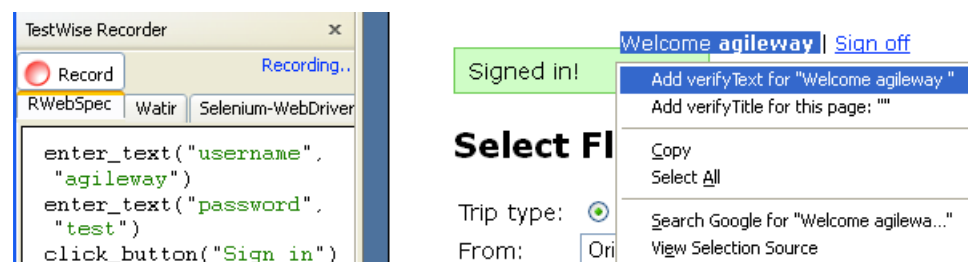 TestWise Recorder x
Record Recording..
RWebSpec Watir Selenium-WebDriver
enter_text("username",
"agileway")
enter_text("password",
"test")
click_button("Sign in")
Welcome agileway | Sign off
Signed in!
Add verifyText for "Welcome agileway "
Add verifyTitle for this page: ""
Select Fl
Copy
Select All
Trip type:
Search Google for "Welcome agilewa..."
From: Ori
View Selection Source